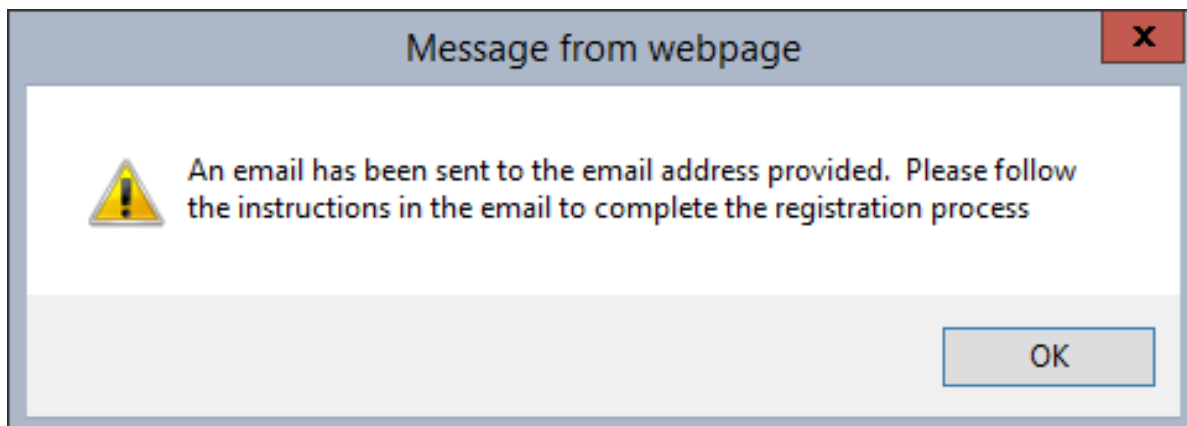 Message from webpage
x
An email has been sent to the email address provided.  Please follow
the instructions in the email to complete the registration process
OK